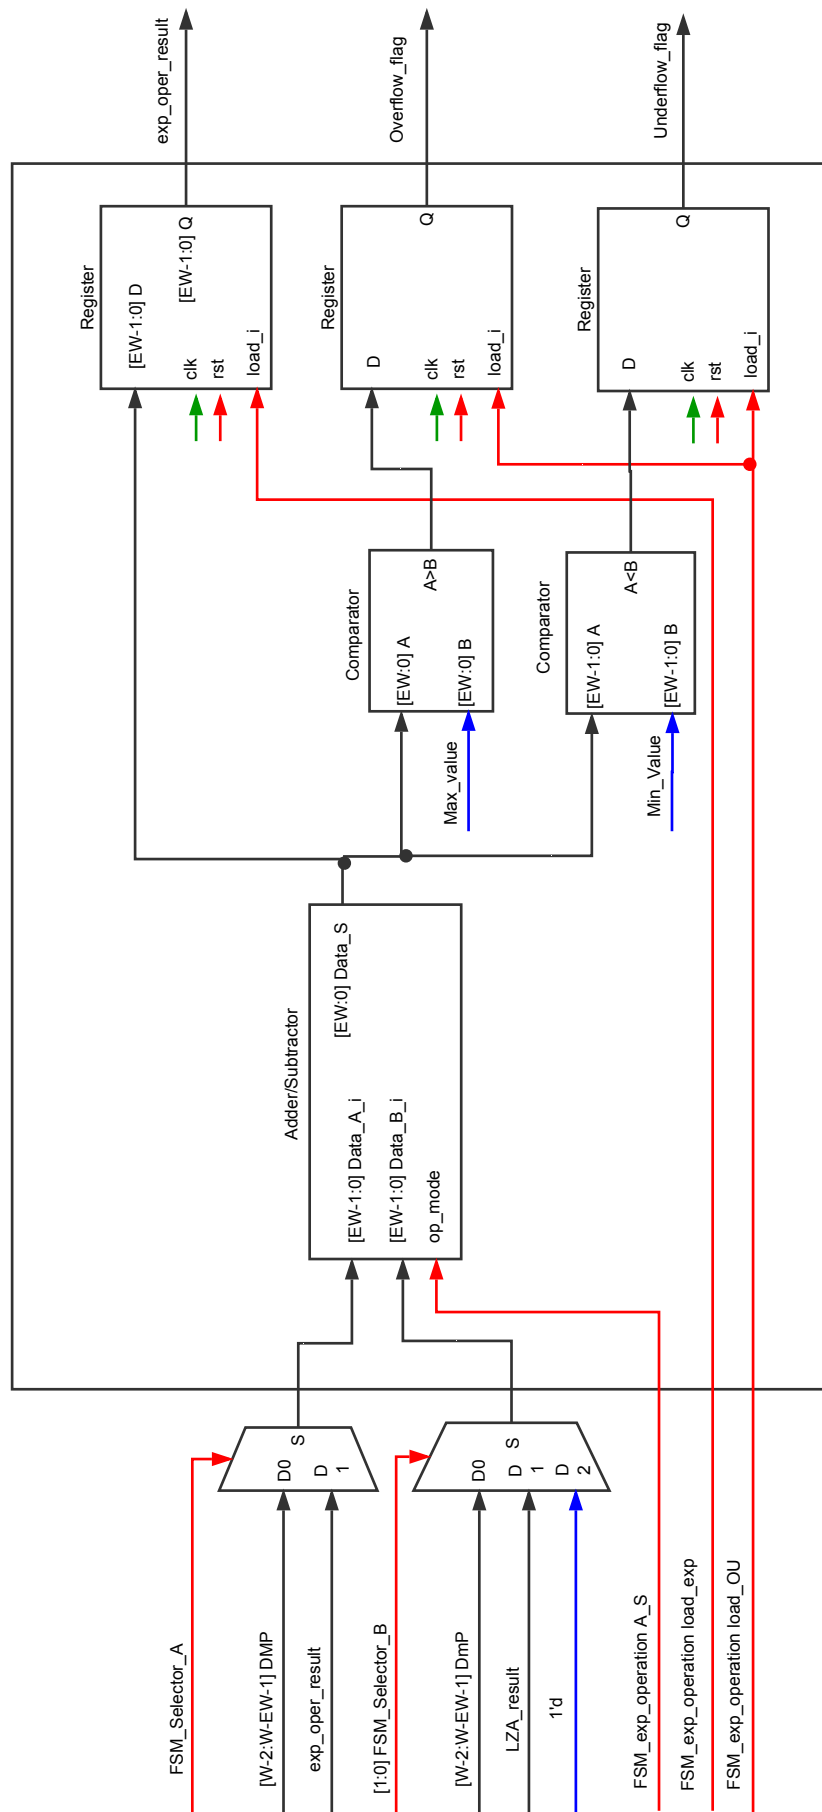 exp_oper_result
Overflow_flag
Underflow_flag
Register
[EW-1:0] D
[EW-1:0] Q
clk
rst
load_i
Register
D
Q
clk
rst
load_i
Register
D
Q
clk
rst
load_i
Comparator
[EW:0] A
[EW:0] B
A>B
Max_value
Comparator
[EW-1:0] A
[EW-1:0] B
A<B
Min_Value
Adder/Subtractor
[EW-1:0] Data_A_i
[EW-1:0] Data_B_i
op_mode
[EW:0] Data_S
S
D0
D
1
S
D0
D
1
D
2
FSM_Selector_A
[W-2:W-EW-1] DMP
exp_oper_result
[1:0] FSM_Selector_B
[W-2:W-EW-1] DmP
LZA_result
1'd
FSM_exp_operation A_S
FSM_exp_operation load_exp
FSM_exp_operation load_OU